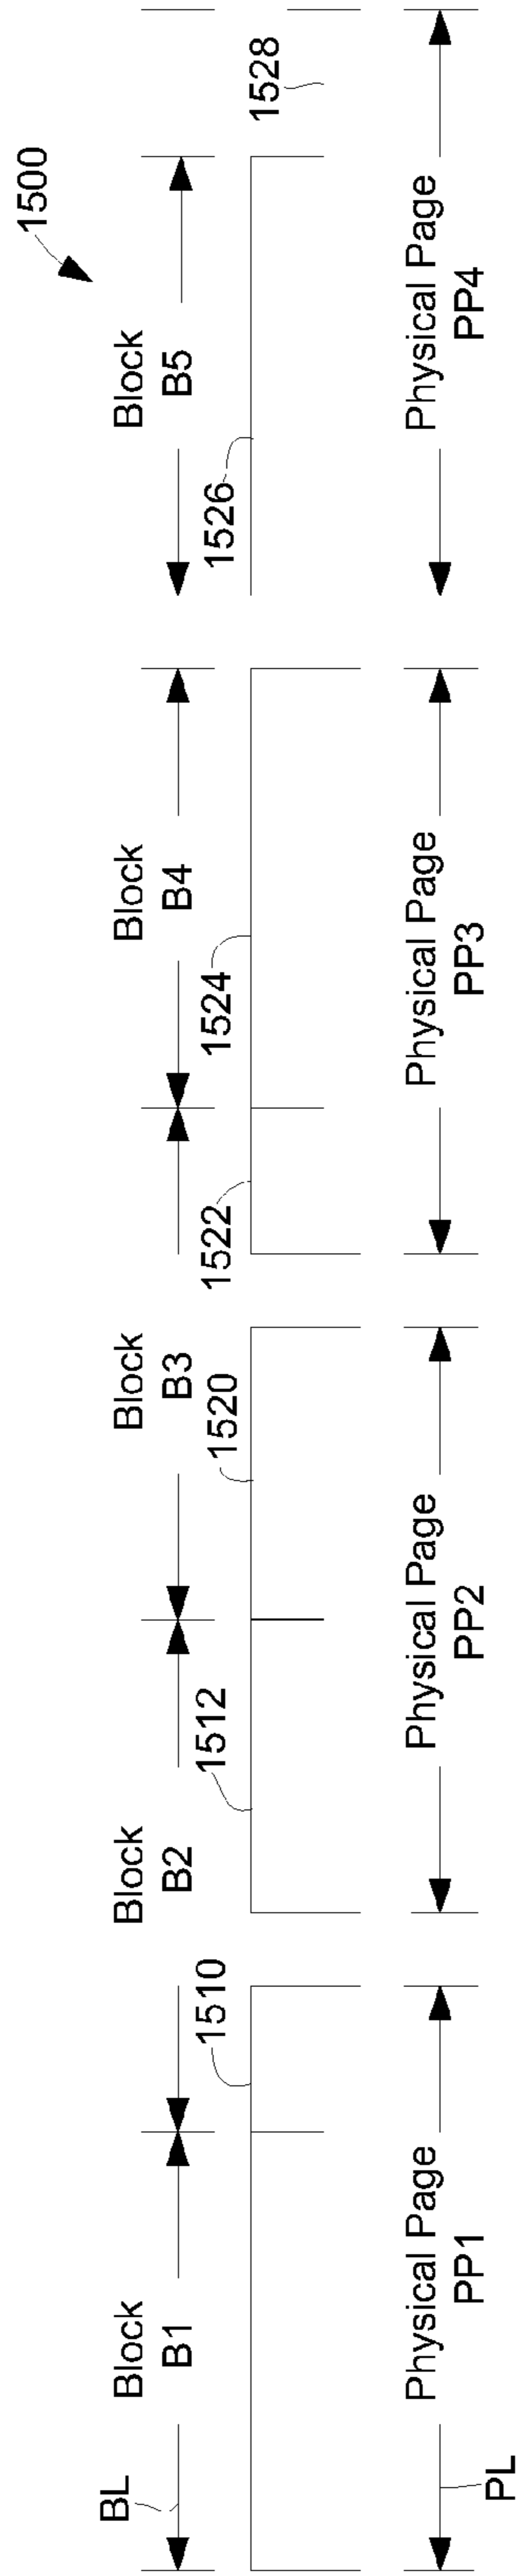 1500
BL
Block
B1
1510
Block
B2
1512
Block
B3
1520
1522
Block
B4
1524
Block
B5
1526
1528
PL
Physical Page
PP1
Physical Page
PP2
Physical Page
PP3
Physical Page
PP4